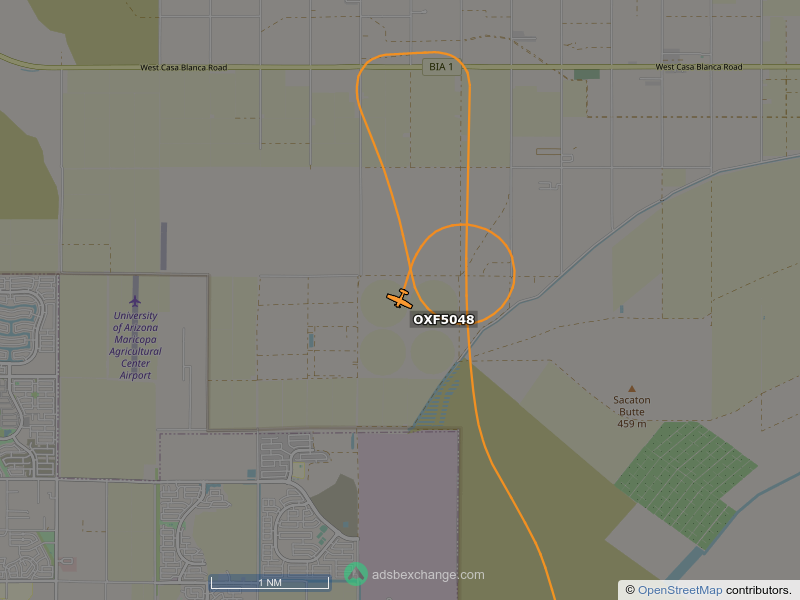 West Casa Blanca Road
BIA 1
West Casa Blanca Road
University
of Arizona
Maricopa
Agricultural
Center
Airport
OXF5048
Sacaton
Butte
459 m
1 NM
adsbexchange.com
© OpenStreetMap contributors.